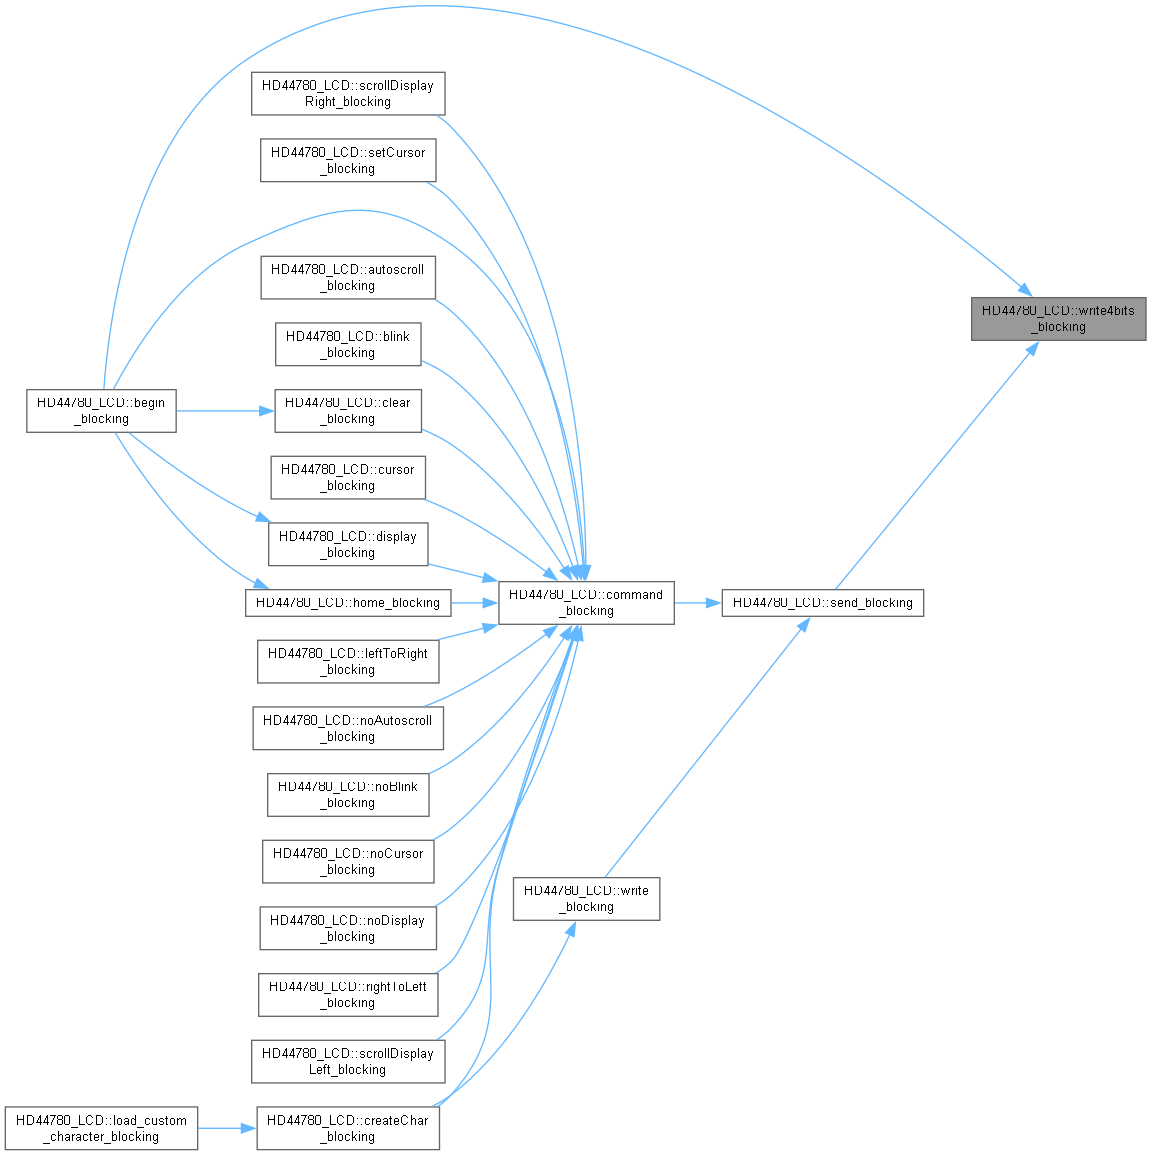 HD44780_LCD::scrollDisplay
Right_blocking
HD44780_LCD::setCursor
_blocking
HD44780_LCD::autoscroll
_blocking
HD44780_LCD::blink
_blocking
HD44780_LCD::write4bits
_blocking
HD44780_LCD::begin
_blocking
HD44780_LCD::clear
_blocking
HD44780_LCD::cursor
_blocking
HD44780_LCD::display
_blocking
HD44780_LCD::home_blocking
HD44780_LCD::command
_blocking
HD44780_LCD::send_blocking
HD44780_LCD::leftToRight
_blocking
HD44780_LCD::noAutoscroll
_blocking
HD44780_LCD::noBlink
_blocking
HD44780_LCD::noCursor
_blocking
HD44780_LCD::write
_blocking
HD44780_LCD::noDisplay
_blocking
HD44780_LCD::rightToLeft
_blocking
HD44780_LCD::scrollDisplay
Left_blocking
HD44780_LCD::load_custom
_character_blocking
HD44780_LCD::createChar
_blocking